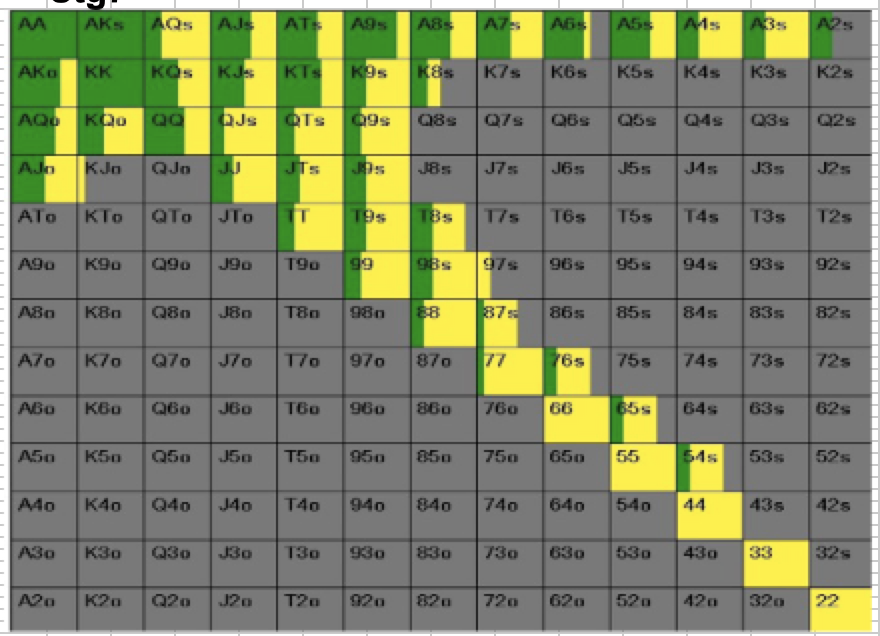 Stg.
AA AKs AQs AJs ATs A9s A8s A7s A6s A5s A4s A3s A2s
AKo KK KQs KJs KTs K9s K8s K7s K6s K5s K4s K3s K2s
AQo KQo QQ QJs QTs Q9s Q8s Q7s Q6s Q5s Q4s Q3s Q2s
AJo KJo QJo JJ JTs J9s J8s J7s J6s J5s J4s J3s J2s
ATo KTo QTo JTo TT T9s T8s T7s T6s T5s T4s T3s T2s
A9o K9o Q9o J9o T9o 99 98s 97s 96s 95s 94s 93s 92s
A8o K8o Q8o J8o T8o 98o 88 87s 86s 85s 84s 83s 82s
A7o K7o Q7o J7o T7o 97o 87o 77 76s 75s 74s 73s 72s
A6o K6o Q6o J6o T6o 96o 86o 76o 66 65s 64s 63s 62s
A5o K5o Q5o J5o T5o 95o 85o 75o 65o 55 54s 53s 52s
A4o K4o Q4o J4o T4o 94o 84o 74o 64o 54o 44 43s 42s
A3o K3o Q3o J3o T3o 93o 83o 73o 63o 53o 43o 33 32s
A2o K2o Q2o J2o T2o 92o 82o 72o 62o 52o 42o 32o 22